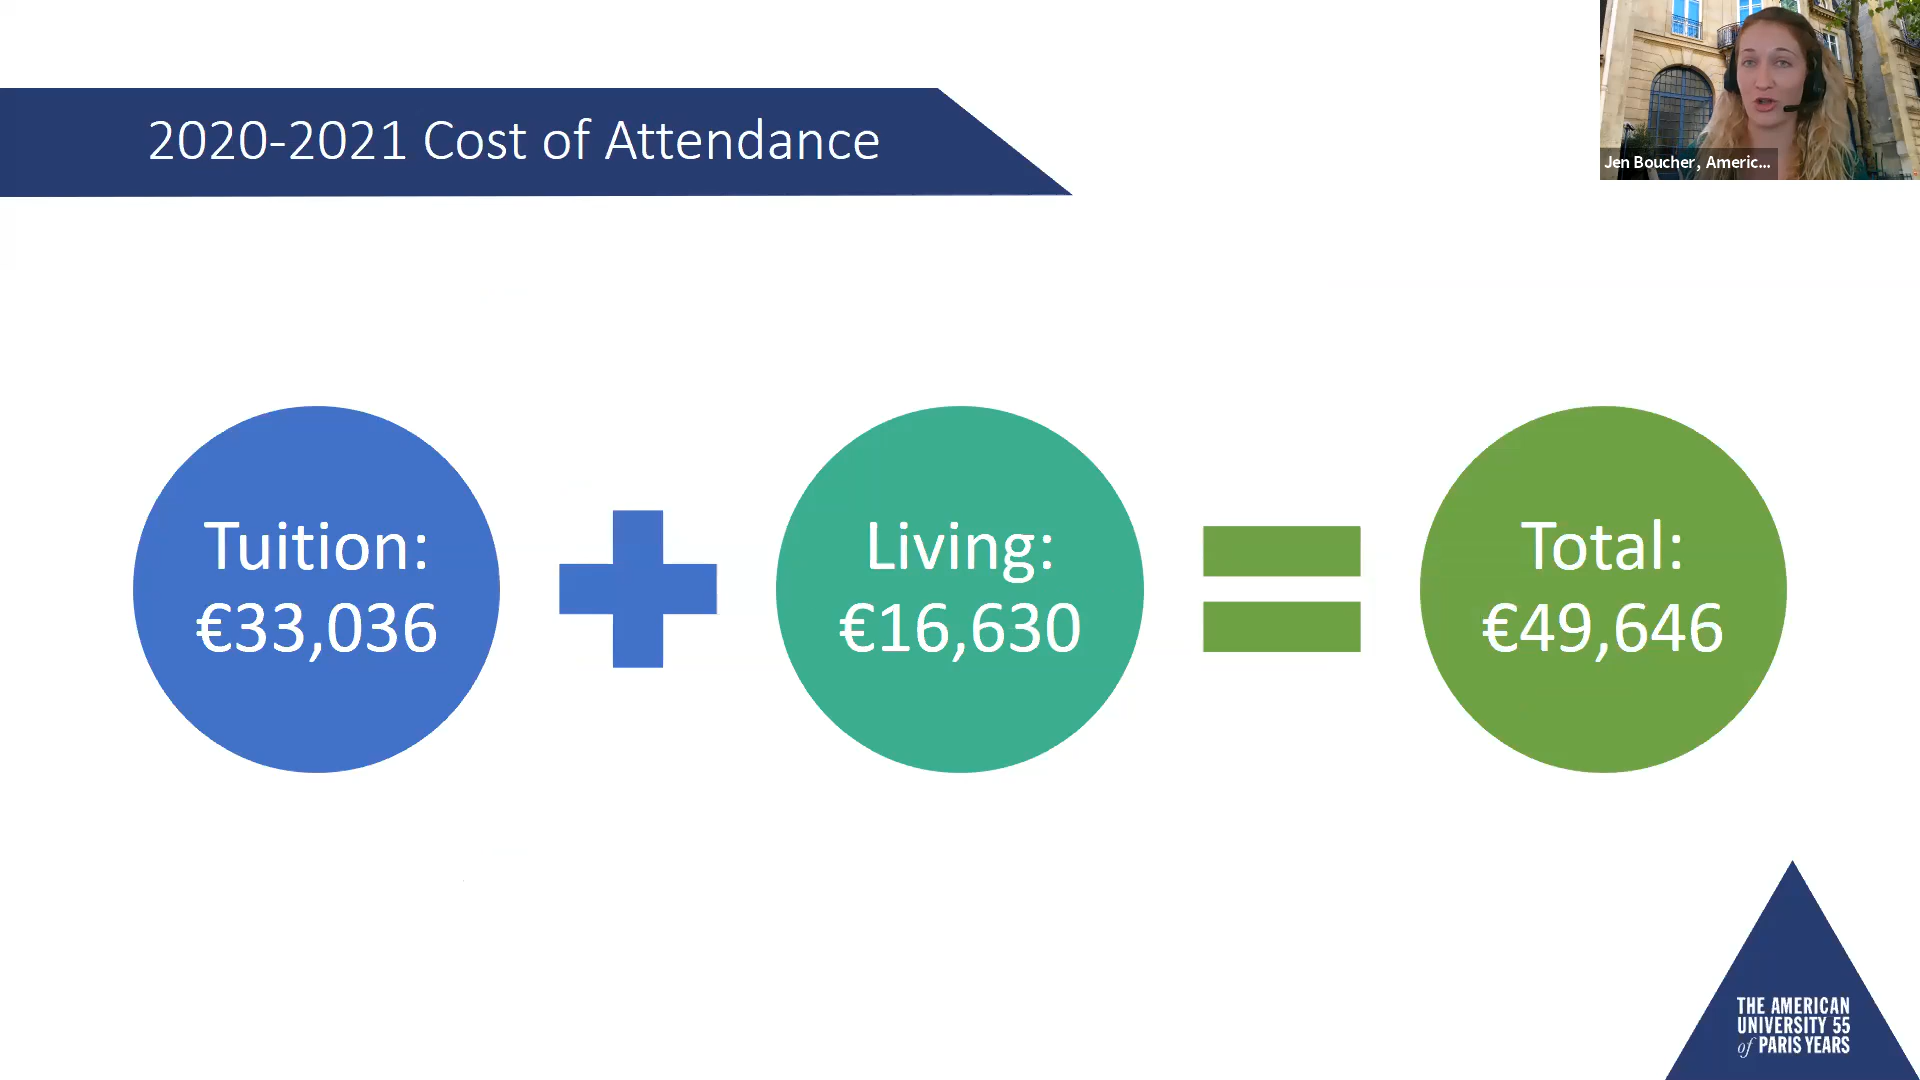 2020-2021 Cost of Attendance
Jen Boucher, Americ...
Tuition:
€33,036
Living:
€16,630
Total:
€49,646
THE AMERICAN
UNIVERSITY 55
of PARIS YEARS